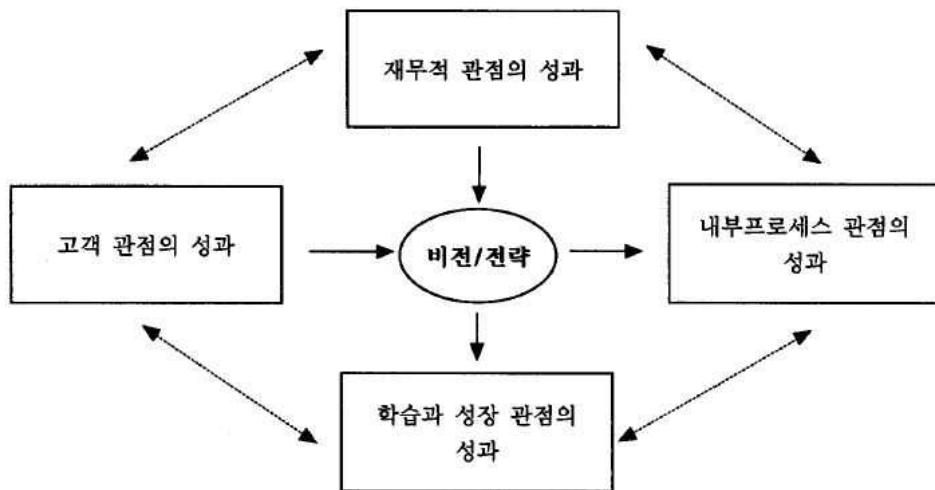 재무적 관점의 성과
고객 관점의 성과
비전/전략
내부프로세스 관점의
성과
학습과 성장 관점의
성과